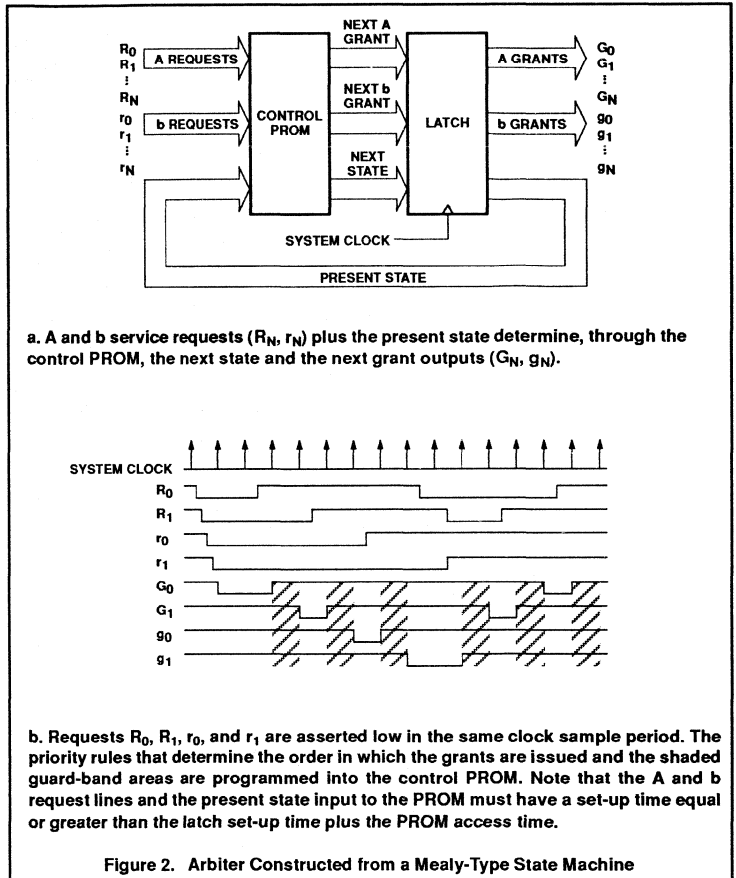 NEXT A
GRANT
R0
R1
⋮
RN
A REQUESTS
A GRANTS
G0
G1
⋮
GN
NEXT b
GRANT
r0
r1
⋮
rN
b REQUESTS
CONTROL
PROM
LATCH
b GRANTS
g0
g1
⋮
gN
NEXT
STATE
SYSTEM CLOCK
PRESENT STATE
a. A and b service requests (RN, rN) plus the present state determine, through the
control PROM, the next state and the next grant outputs (GN, gN).
SYSTEM CLOCK
R0
R1
r0
r1
G0
G1
g0
g1
b. Requests R0, R1, r0, and r1 are asserted low in the same clock sample period. The
priority rules that determine the order in which the grants are issued and the shaded
guard-band areas are programmed into the control PROM. Note that the A and b
request lines and the present state input to the PROM must have a set-up time equal
or greater than the latch set-up time plus the PROM access time.
Figure 2. Arbiter Constructed from a Mealy-Type State Machine